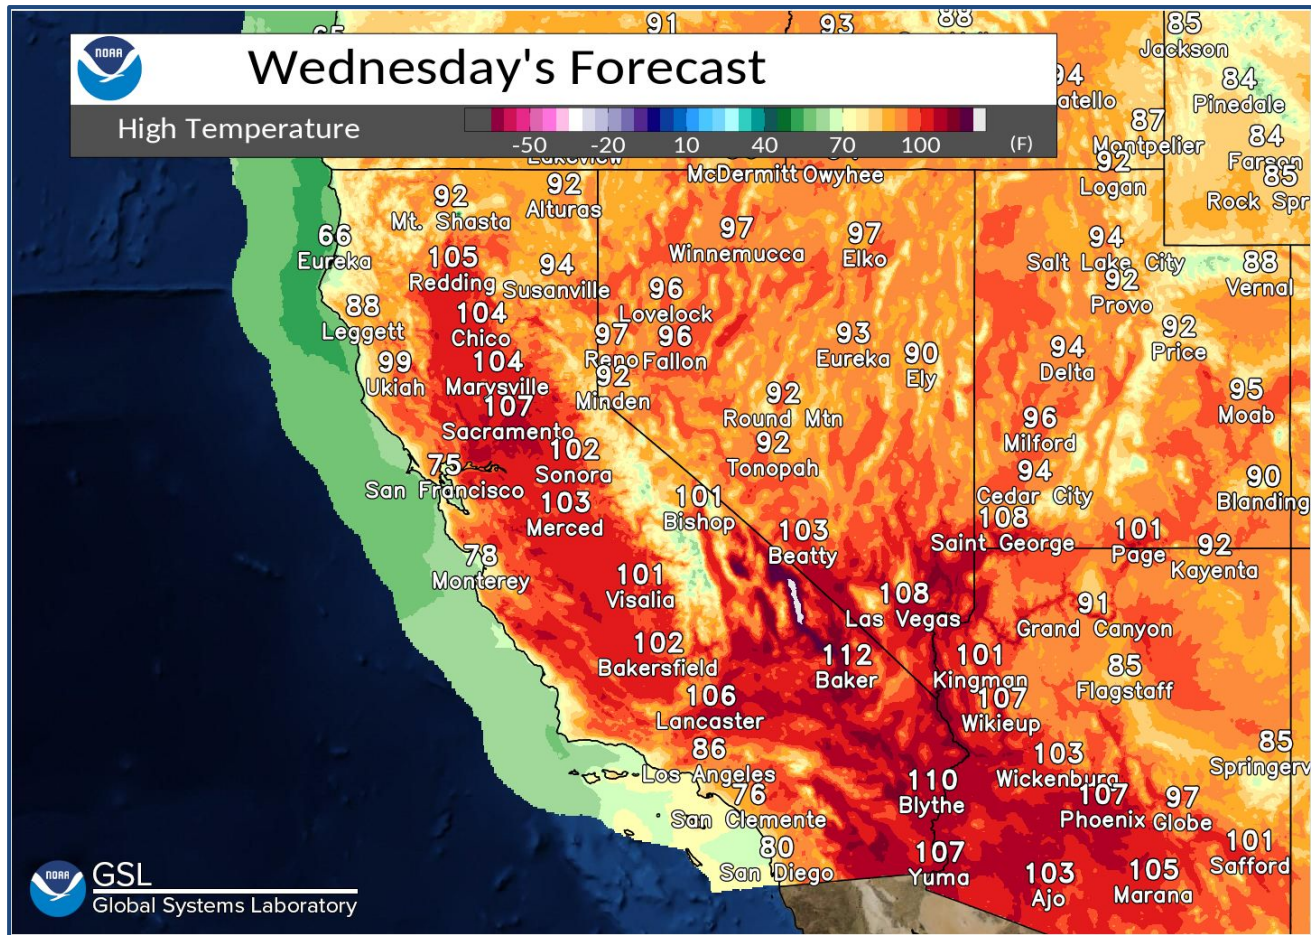 91
93
88
85
Jackson
NOAA
Wednesday's Forecast
High Temperature
-50 -20 10 40 70 100 (F)
94
84
Pinedale
87
Montpelier
84
Farson
Lakeview
McDermitt Owyhee
92
Logan
85
Rock Spr
92
Mt. Shasta
92
Alturas
66
Eureka
97
Winnemucca
97
Elko
94
Salt Lake City
88
Vernal
105
Redding
94
Susanville
92
Provo
88
Leggett
96
Lovelock
104
Chico
97
Reno
96
Fallon
93
Eureka
90
Ely
94
Delta
92
Price
99
Ukiah
104
Marysville
92
Minden
92
Round Mtn
95
Moab
107
Sacramento
96
Milford
102
Sonora
92
Tonopah
75
San Francisco
94
Cedar City
90
Blanding
103
Merced
101
Bishop
103
Beatty
108
Saint George
101
Page
92
Kayenta
78
Monterey
101
Visalia
108
Las Vegas
91
Grand Canyon
102
Bakersfield
112
Baker
101
Kingman
85
Flagstaff
106
Lancaster
107
Wikieup
86
Los Angeles
103
Wickenburg
85
Springerv
76
San Clemente
110
Blythe
107
Phoenix
97
Globe
80
San Diego
107
Yuma
103
Ajo
105
Marana
101
Safford
NOAA
GSL
Global Systems Laboratory